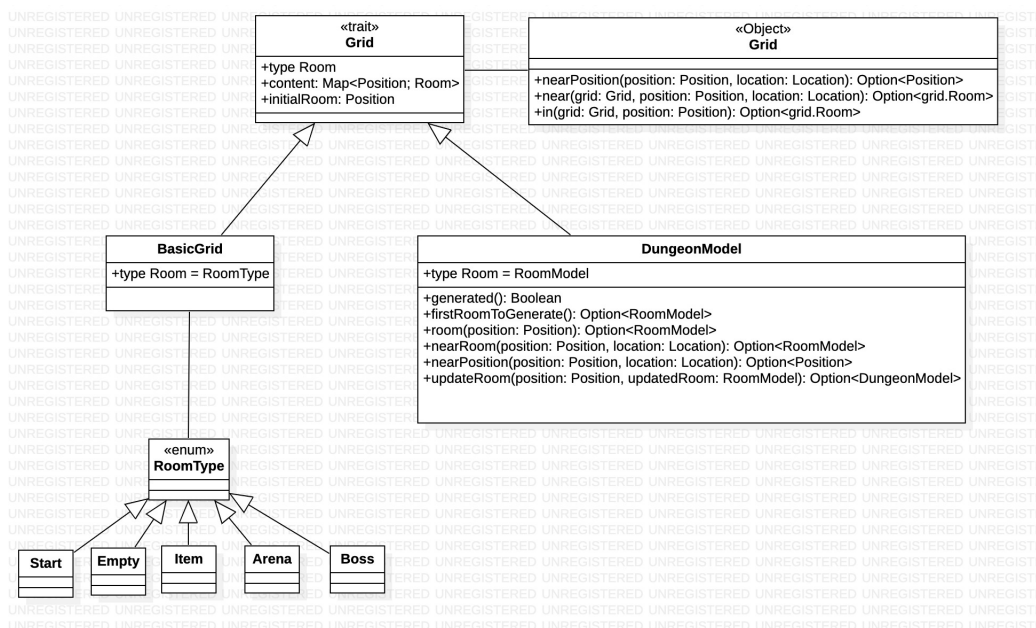 «trait»
Grid
+type Room
+content: Map<Position; Room>
+initialRoom: Position
«Object»
Grid
+nearPosition(position: Position, location: Location): Option<Position>
+near(grid: Grid, position: Position, location: Location): Option<grid.Room>
+in(grid: Grid, position: Position): Option<grid.Room>
BasicGrid
+type Room = RoomType
DungeonModel
+type Room = RoomModel
+generated(): Boolean
+firstRoomToGenerate(): Option<RoomModel>
+room(position: Position): Option<RoomModel>
+nearRoom(position: Position, location: Location): Option<RoomModel>
+nearPosition(position: Position, location: Location): Option<Position>
+updateRoom(position: Position, updatedRoom: RoomModel): Option<DungeonModel>
«enum»
RoomType
Start
Empty
Item
Arena
Boss
UNREGISTERED